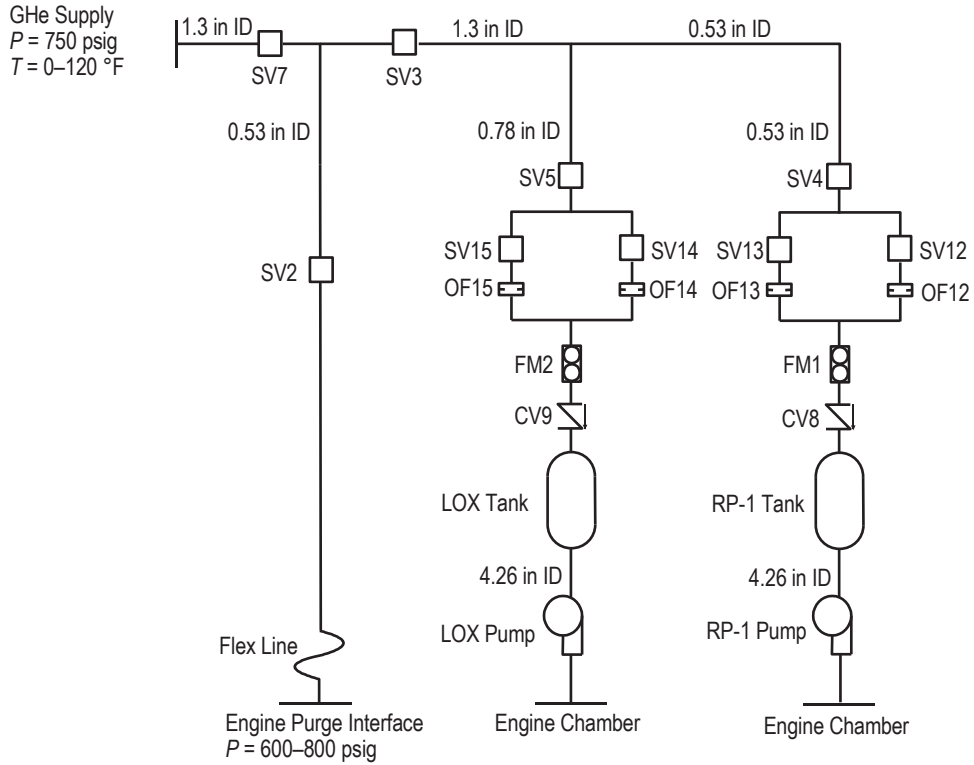 GHe Supply
P = 750 psig
T = 0–120 °F
1.3 in ID
SV7
SV3
1.3 in ID
0.53 in ID
0.53 in ID
0.78 in ID
0.53 in ID
SV5
SV4
SV2
SV15
SV14
SV13
SV12
OF15
OF14
OF13
OF12
FM2
FM1
CV9
CV8
LOX Tank
RP-1 Tank
4.26 in ID
4.26 in ID
LOX Pump
RP-1 Pump
Flex Line
Engine Purge Interface
P = 600–800 psig
Engine Chamber
Engine Chamber